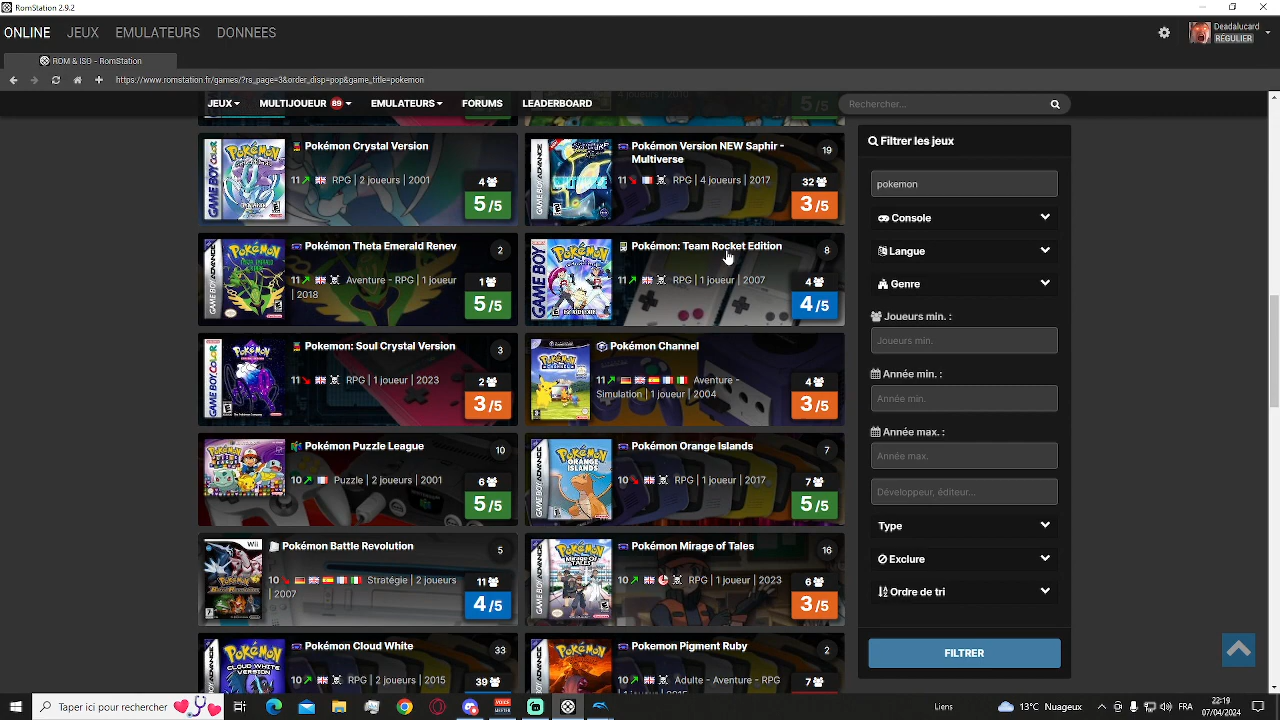 RomStation 2.9.2
ONLINE JEUX EMULATEURS DONNEES
Deadalucard
RÉGULIER
ROM & ISO - RomStation
https://www.romstation.fr/games/?rs_page=3&order_disp=pop&game_title=pokemon
JEUX MULTIJOUEUR 89 EMULATEURS FORUMS LEADERBOARD
Rechercher...
5/5
5/5
Pokémon Crystal Version
11 RPG | 2 joueurs | 2001
4
5/5
Pokémon Version NEW Saphir - Multiverse
19
11 RPG | 4 joueurs | 2017
32
3/5
Pokémon Theta Emerald Renev
2
11 Aventure - RPG | 1 joueur
| 2018
1
5/5
Pokémon: Team Rocket Edition
8
11 RPG | 1 joueur | 2007
4
4/5
Pokemon: Soul Crystal Version
3
11 RPG | 1 joueur | 2023
2
3/5
Pokémon Channel
11 Aventure -
Simulation | 1 joueur | 2004
4
3/5
Pokémon Puzzle League
10
10 Puzzle | 2 joueurs | 2001
6
5/5
Pokémon Orange Islands
7
10 RPG | 1 joueur | 2017
7
5/5
Pokémon Battle Revolution
5
10 Stratégie | 2 joueurs
| 2007
11
4/5
Pokémon Mirage of Tales
16
10 RPG | 1 joueur | 2023
6
3/5
Pokémon Cloud White
33
10 RPG | 2 joueurs | 2015
39
Pokemon Pigment Ruby
2
10 Adulte - Aventure - RPG
7
Filtrer les jeux
pokemon
Console
Langue
Genre
Joueurs min. :
Joueurs min.
Année min. :
Année min.
Année max. :
Année max.
Développeur, éditeur...
Type
Exclure
Ordre de tri
FILTRER
Taper ici pour rechercher
Liens
13°C Nuageux
FRA
22:19
07/04/2024